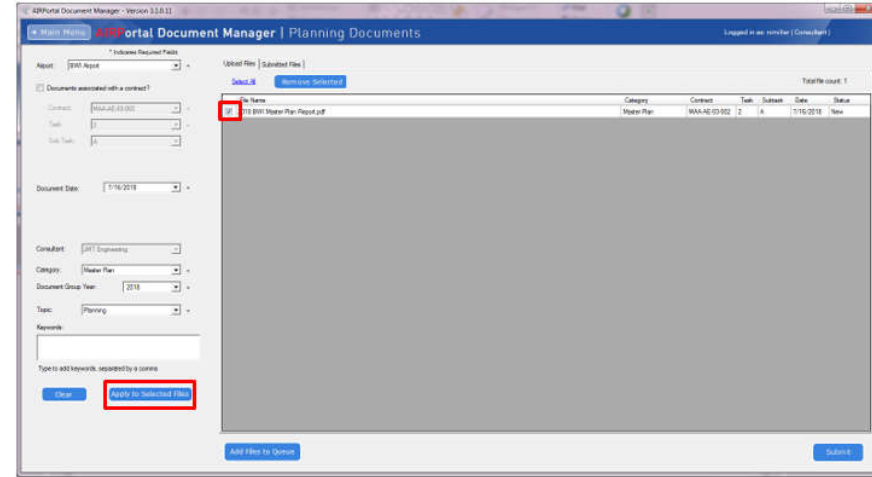 AIRPortal Document Manager - Version 3.1.0.11
Main Menu
AIRPortal Document Manager | Planning Documents
Logged in as: nmiller (Consultant)
* Indicates Required Fields
Airport: BWI Airport *
Documents associated with a contract?
Contract: MAA-AE-03-002 *
Task: 2 *
Sub Task: A
Document Date: 7/16/2018 *
Consultant: JMT Engineering
Category: Master Plan *
Document Group Year: 2018 *
Topic: Planning *
Keywords:
Type to add keywords, separated by a comma
Clear
Apply to Selected Files
Upload Files Submitted Files
Select All Remove Selected Total file count: 1
File Name Category Contract Task Subtask Date Status
2018 BWI Master Plan Report.pdf Master Plan MAA-AE-03-002 2 A 7/16/2018 New
Add Files to Queue
Submit